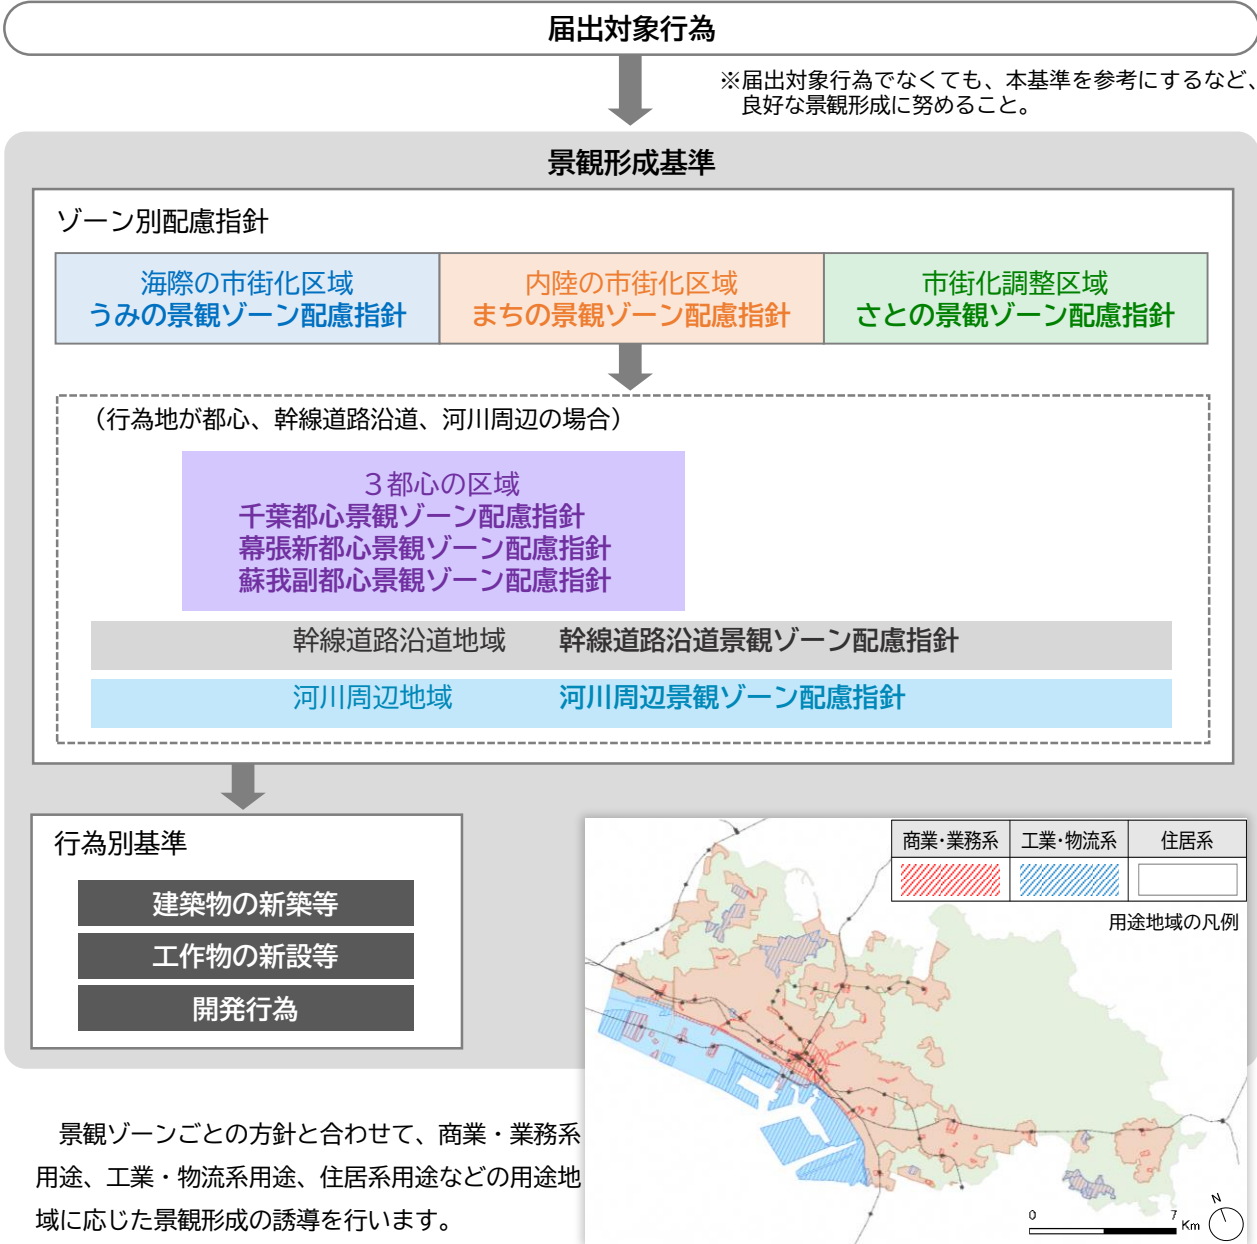 届出対象行為
※届出対象行為でなくても、本基準を参考にするなど、
良好な景観形成に努めること。
景観形成基準
ゾーン別配慮指針
海際の市街化区域
うみの景観ゾーン配慮指針
内陸の市街化区域
まちの景観ゾーン配慮指針
市街化調整区域
さとの景観ゾーン配慮指針
（行為地が都心、幹線道路沿道、河川周辺の場合）
３都心の区域
千葉都心景観ゾーン配慮指針
幕張新都心景観ゾーン配慮指針
蘇我副都心景観ゾーン配慮指針
幹線道路沿道地域 幹線道路沿道景観ゾーン配慮指針
河川周辺地域 河川周辺景観ゾーン配慮指針
行為別基準
建築物の新築等
工作物の新設等
開発行為
商業・業務系 工業・物流系 住居系
用途地域の凡例
N
0 7 Km
景観ゾーンごとの方針と合わせて、商業・業務系
用途、工業・物流系用途、住居系用途などの用途地
域に応じた景観形成の誘導を行います。